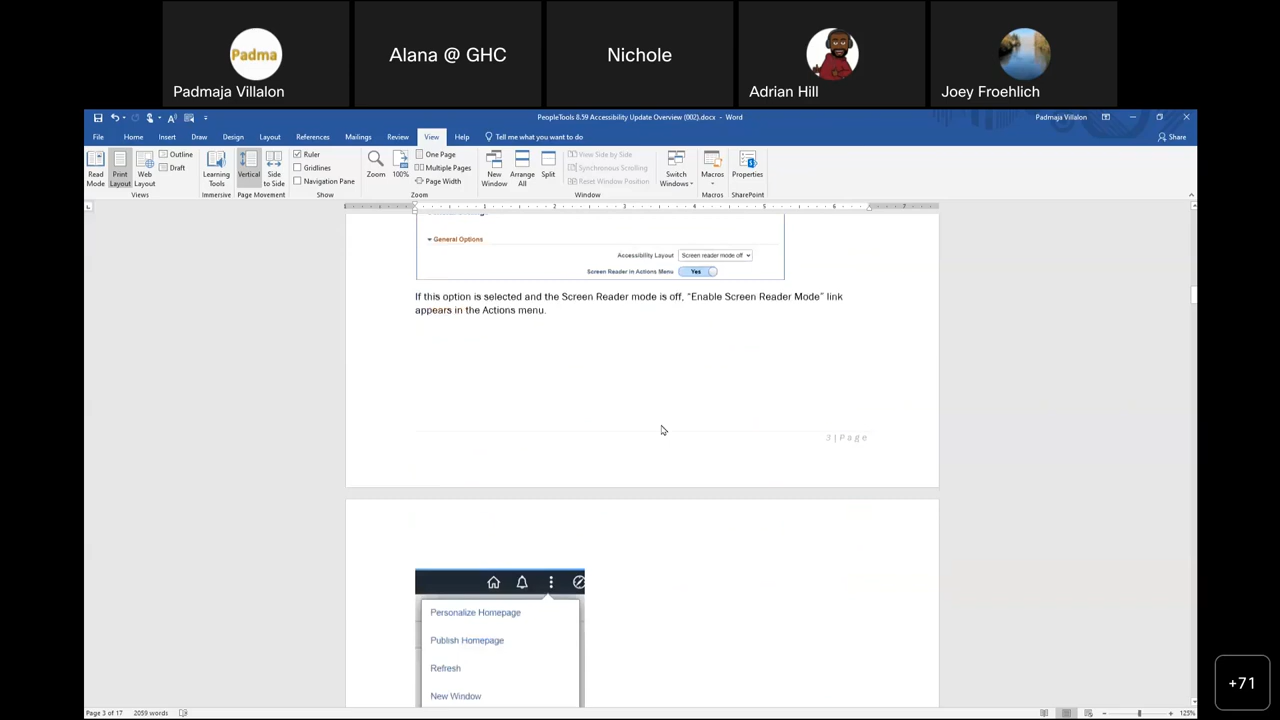 Padma
Padmaja Villalon
Alana @ GHC
Nichole
Adrian Hill
Joey Froehlich
PeopleTools 8.59 Accessibility Update Overview (002).docx - Word
Padmaja Villalon
File Home Insert Draw Design Layout References Mailings Review View Help Tell me what you want to do
Share
Read Mode
Print Layout
Web Layout
Outline
Draft
Views
Learning Tools
Immersive
Vertical
Side to Side
Page Movement
Ruler
Gridlines
Navigation Pane
Show
Zoom
100%
One Page
Multiple Pages
Page Width
Zoom
New Window
Arrange All
Split
View Side by Side
Synchronous Scrolling
Reset Window Position
Window
Switch Windows
Macros
Macros
Properties
SharePoint
General Options
Accessibility Layout Screen reader mode off
Screen Reader in Actions Menu Yes
If this option is selected and the Screen Reader mode is off, “Enable Screen Reader Mode” link
appears in the Actions menu.
3 | Page
Personalize Homepage
Publish Homepage
Refresh
New Window
+71
Page 3 of 17 2059 words
125%